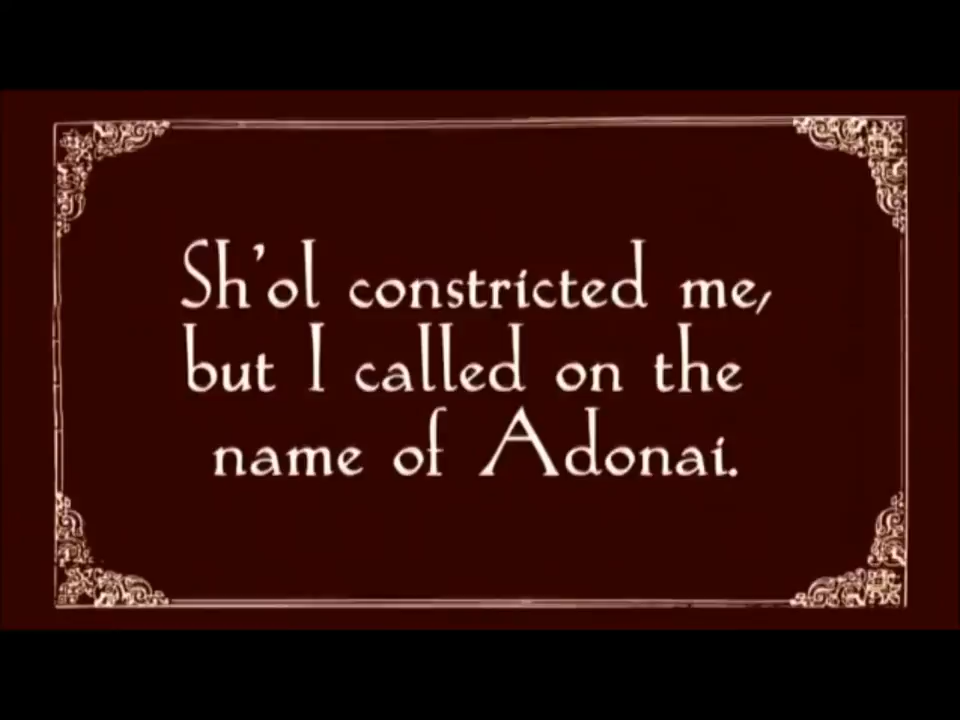 Sh'ol constricted me,
but I called on the
name of Adonai.